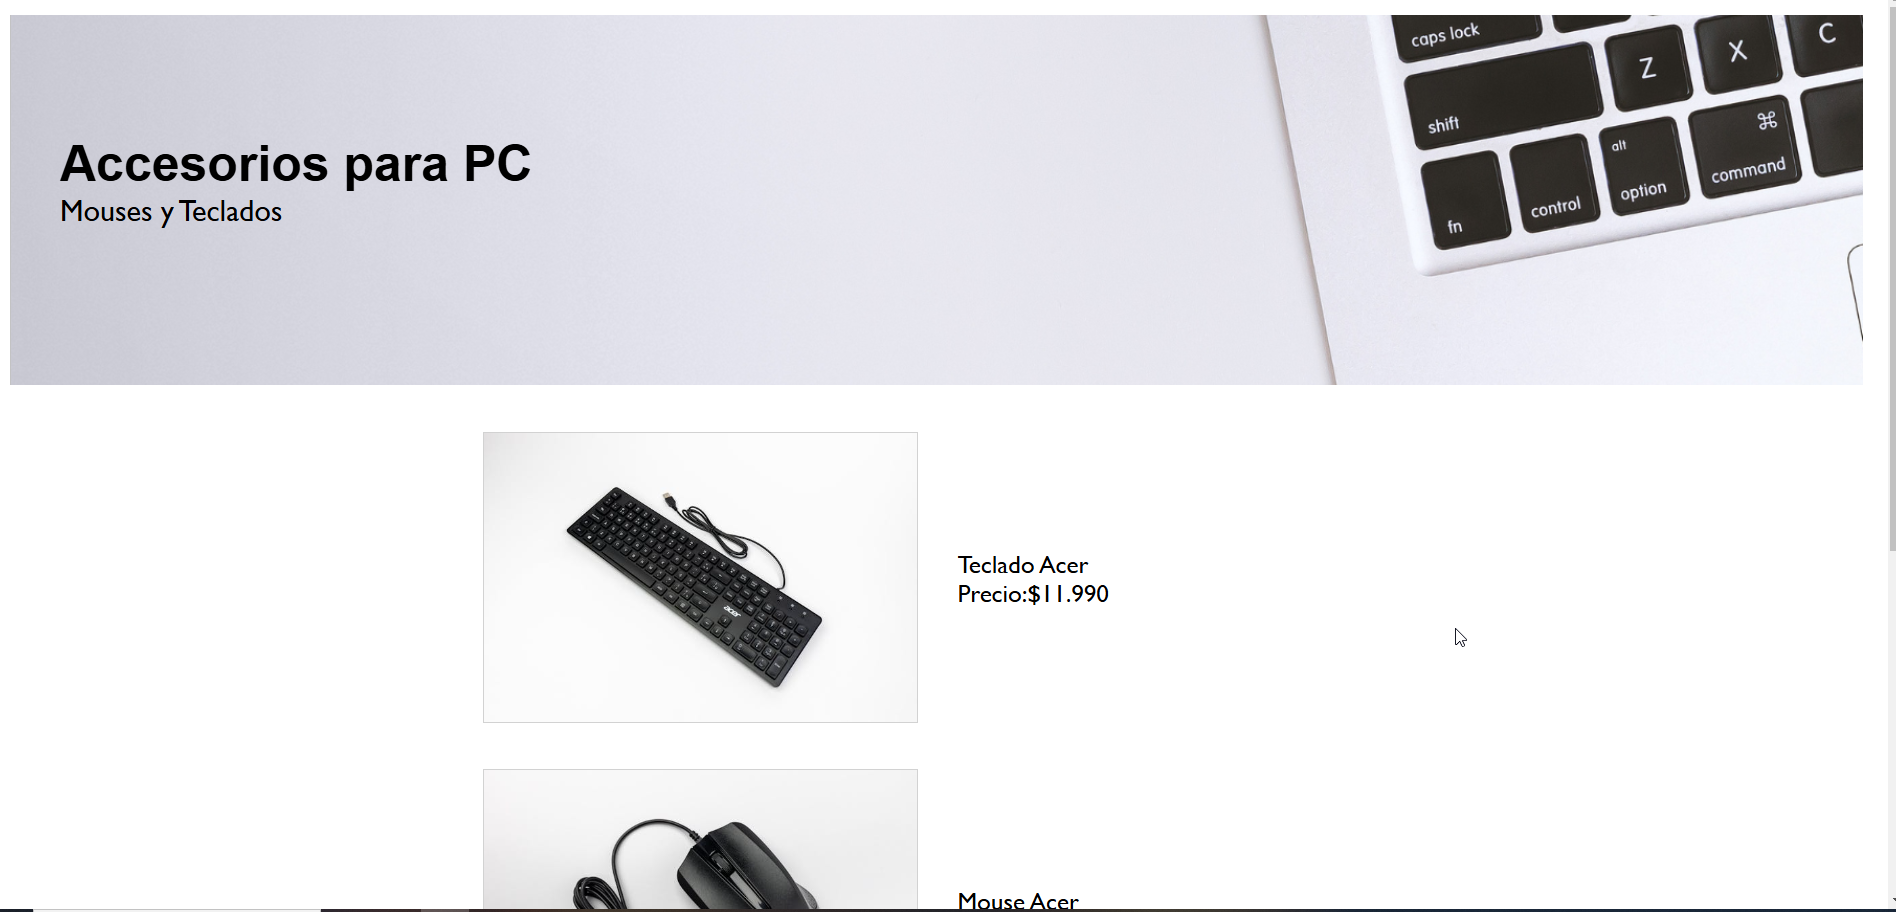 caps lock
Z
X
C
shift
⌘
alt
fn
control
option
command
Accesorios para PC
Mouses y Teclados
acer
Teclado Acer
Precio:$11.990
Mouse Acer